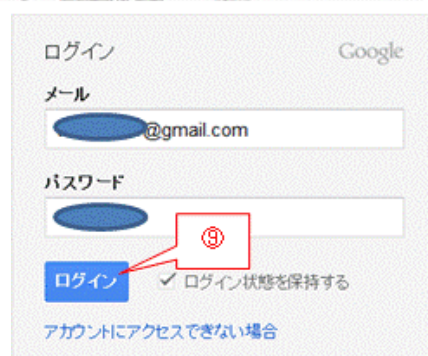 ログイン Google
メール
@gmail.com
パスワード
⑨
ログイン ✓ ログイン状態を保持する
アカウントにアクセスできない場合